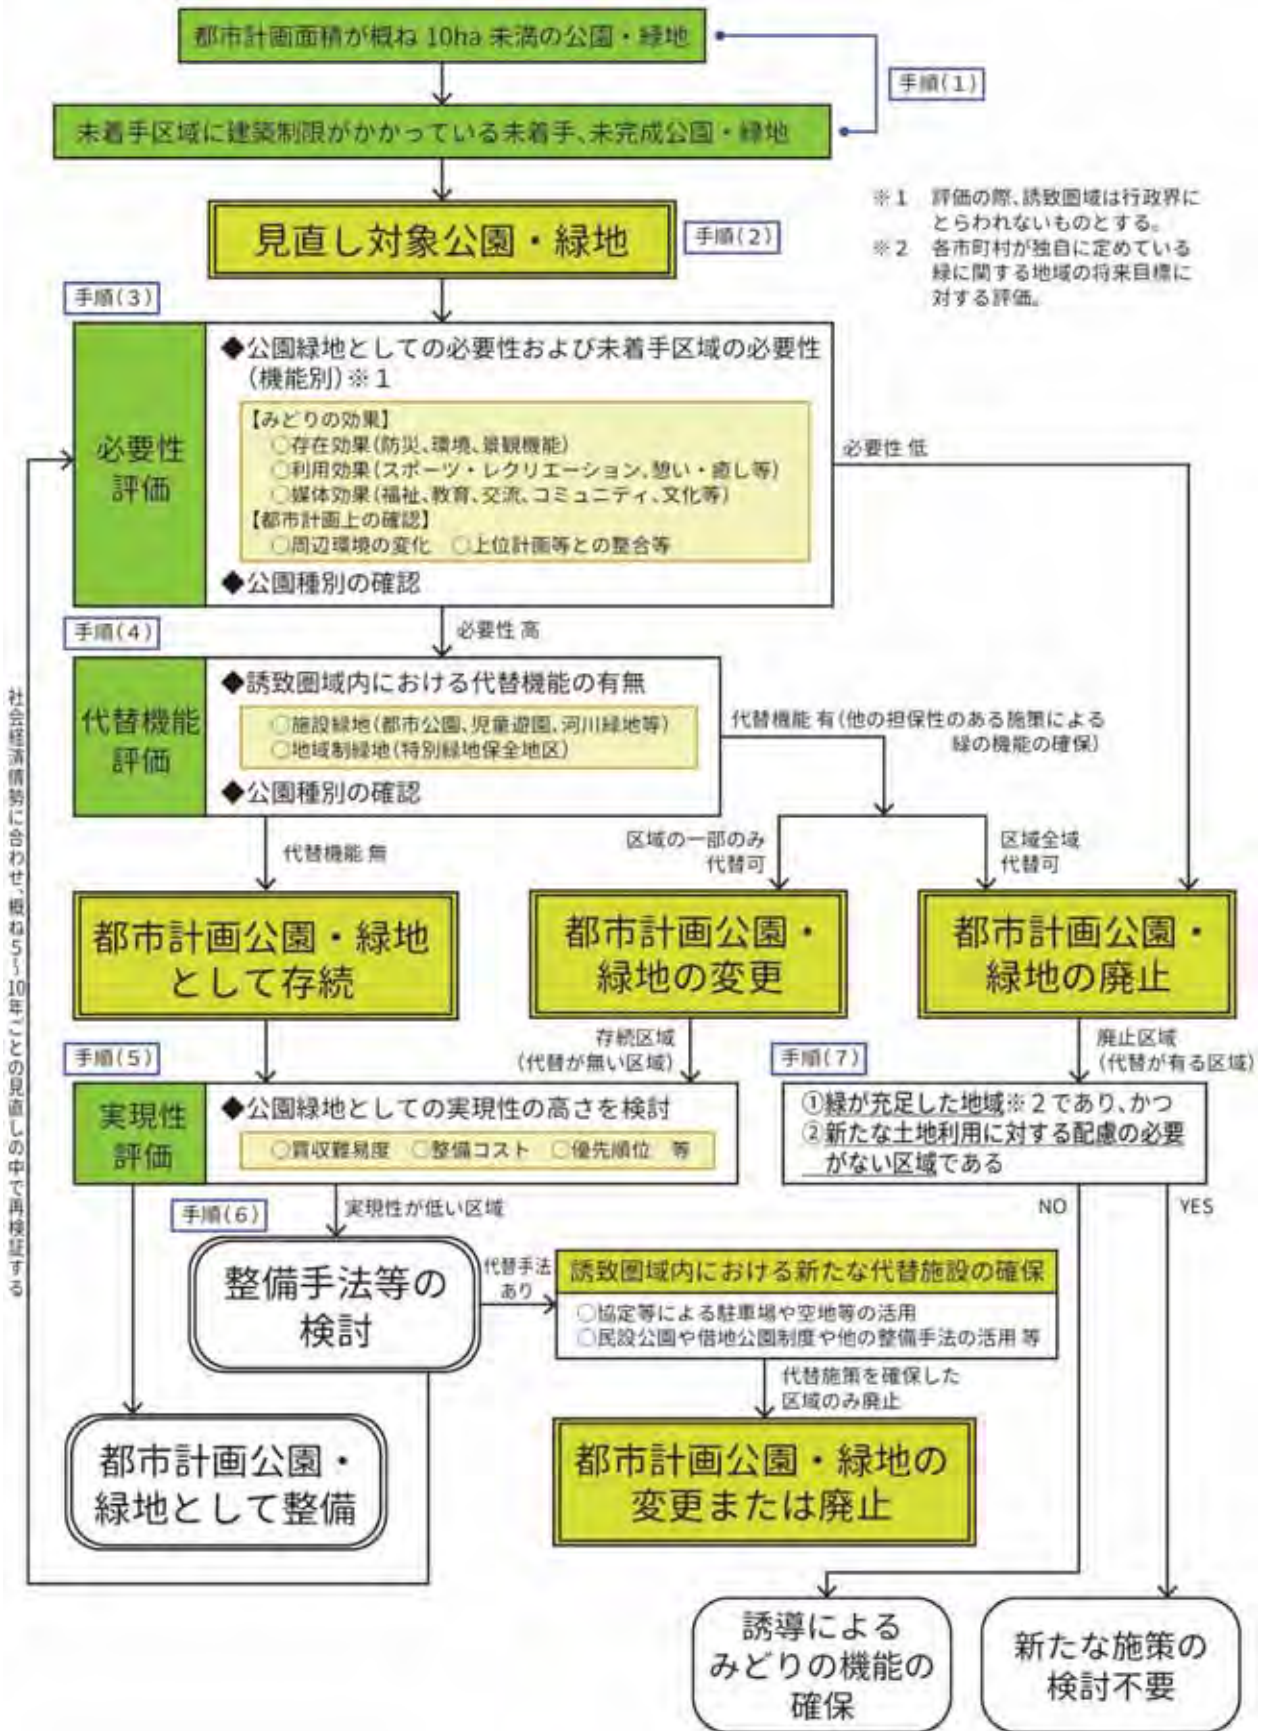 都市計画面積が概ね 10ha 未満の公園・緑地
手順(1)
未着手区域に建築制限がかかっている未着手、未完成公園・緑地
※1 評価の際、誘致圏域は行政界に
とらわれないものとする。
※2 各市町村が独自に定めている
緑に関する地域の将来目標に
対する評価。
見直し対象公園・緑地
手順(2)
手順(3)
必要性
評価
◆公園緑地としての必要性および未着手区域の必要性
(機能別)※1
【みどりの効果】
○存在効果(防災、環境、景観機能)
○利用効果(スポーツ・レクリエーション、憩い・癒し等)
○媒体効果(福祉、教育、交流、コミュニティ、文化等)
【都市計画上の確認】
○周辺環境の変化 ○上位計画等との整合等
◆公園種別の確認
必要性 低
必要性 高
手順(4)
代替機能
評価
◆誘致圏域内における代替機能の有無
○施設緑地(都市公園、児童遊園、河川緑地等)
○地域制緑地(特別緑地保全地区)
◆公園種別の確認
代替機能 有(他の担保性のある施策による
緑の機能の確保)
代替機能 無
区域の一部のみ
代替可
区域全域
代替可
都市計画公園・緑地
として存続
都市計画公園・
緑地の変更
都市計画公園・
緑地の廃止
存続区域
(代替が無い区域)
廃止区域
(代替が有る区域)
手順(5)
実現性
評価
◆公園緑地としての実現性の高さを検討
○買収難易度 ○整備コスト ○優先順位 等
手順(7)
①緑が充足した地域※2であり、かつ
②新たな土地利用に対する配慮の必要
がない区域である
NO
YES
手順(6)
実現性が低い区域
整備手法等の
検討
代替手法
あり
誘致圏域内における新たな代替施設の確保
○協定等による駐車場や空地等の活用
○民設公園や借地公園制度や他の整備手法の活用 等
代替施策を確保した
区域のみ廃止
都市計画公園・
緑地として整備
都市計画公園・緑地の
変更または廃止
誘導による
みどりの機能の
確保
新たな施策の
検討不要
社会経済情勢に合わせ、概ね5~10年ごとの見直しの中で再検証する